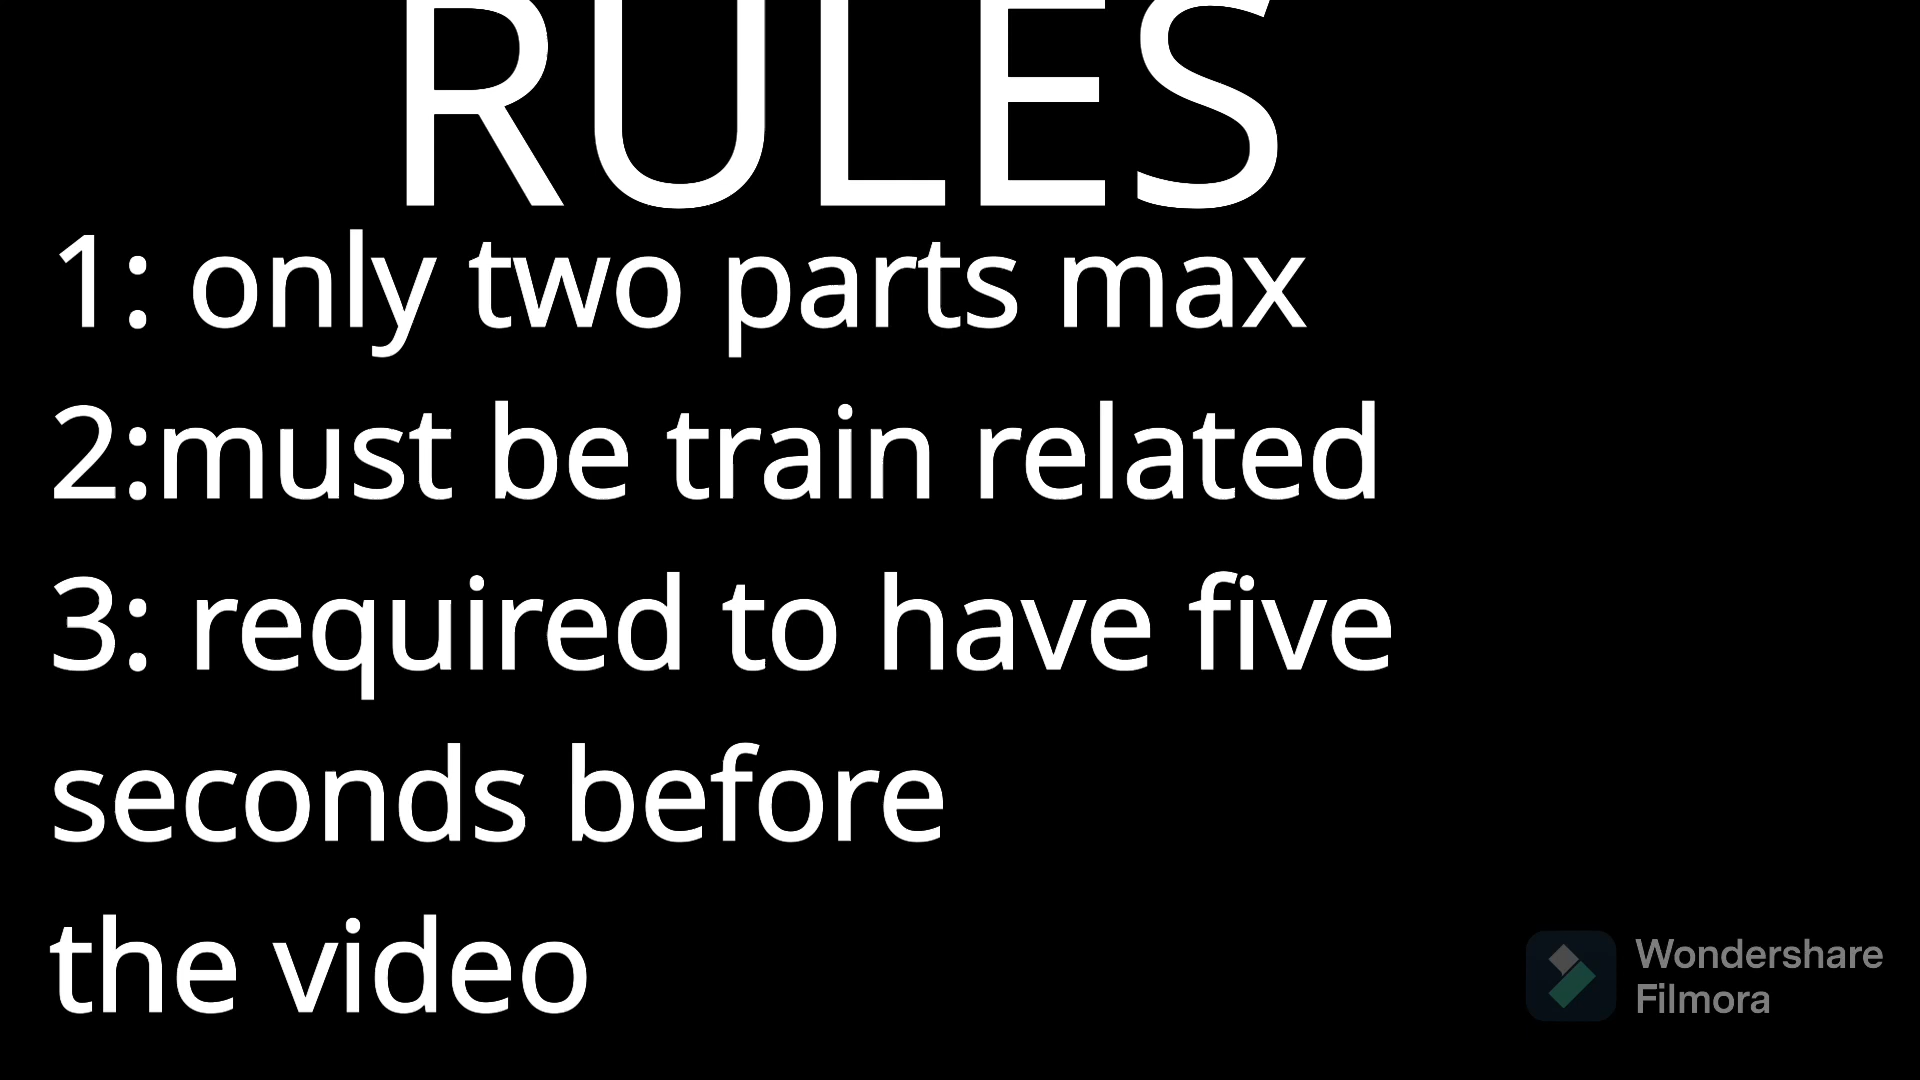 RULES
1: only two parts max
2:must be train related
3: required to have five
seconds before
the video
Wondershare
Filmora